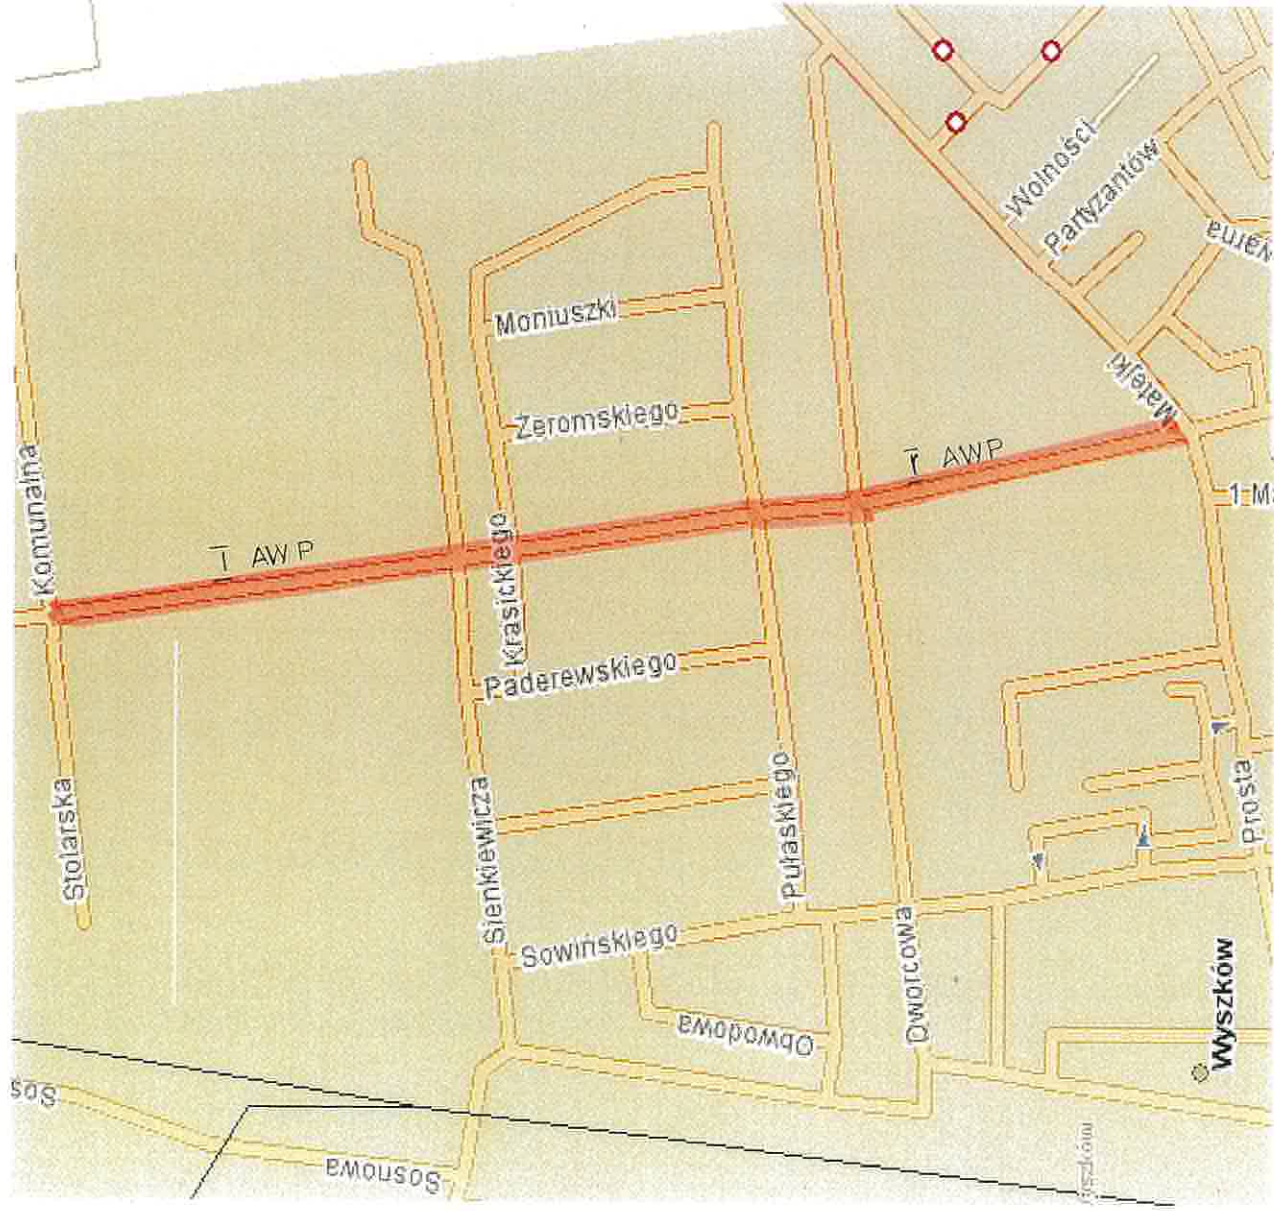 Wolności
Partyzantów
Moniuszki
Matejki
Żeromskiego
I AWP
I AWP
1 Ma
Komunalna
Krasickiego
Paderewskiego
Stolarska
Sienkiewicza
Pułaskiego
Prosta
Sowińskiego
Dworcowa
Obwodowa
Wyszków
Sos
Sosnowa